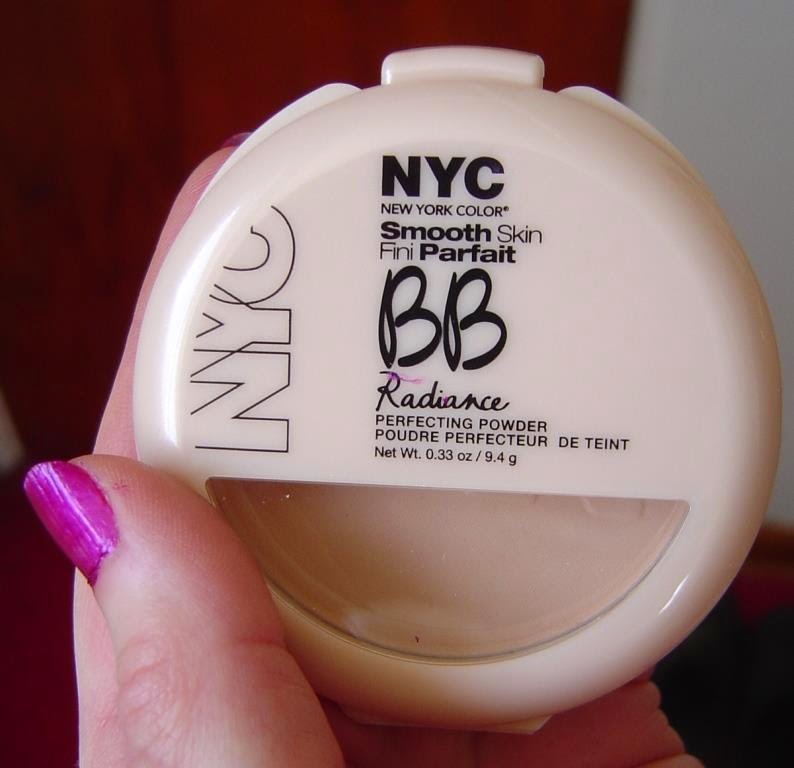 NYC
NYC
NEW YORK COLOR®
Smooth Skin
Fini Parfait
BB
Radiance
PERFECTING POWDER
POUDRE PERFECTEUR DE TEINT
Net Wt. 0.33 oz / 9.4 g